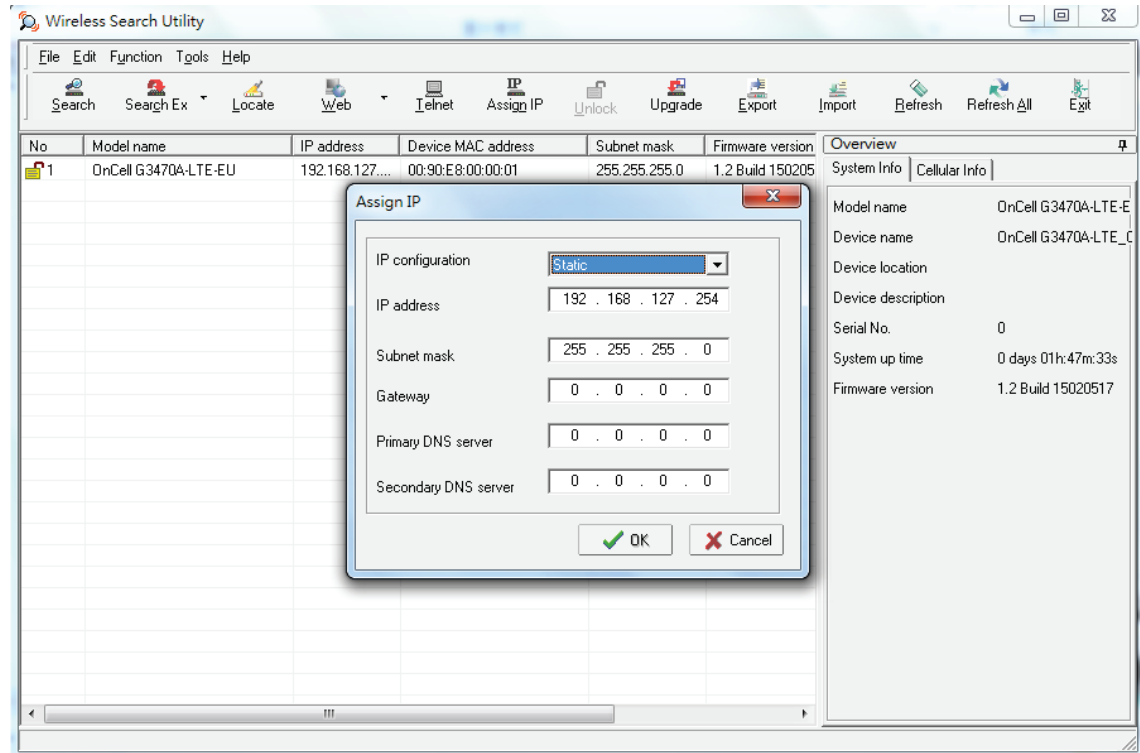 Wireless Search Utility
File Edit Function Tools Help
Search Search Ex Locate Web Telnet Assign IP Unlock Upgrade Export Import Refresh Refresh All Exit
No Model name IP address Device MAC address Subnet mask Firmware version
1 OnCell G3470A-LTE-EU 192.168.127.... 00:90:E8:00:00:01 255.255.255.0 1.2 Build 150205
Assign IP
IP configuration Static
IP address 192 . 168 . 127 . 254
Subnet mask 255 . 255 . 255 . 0
Gateway 0 . 0 . 0 . 0
Primary DNS server 0 . 0 . 0 . 0
Secondary DNS server 0 . 0 . 0 . 0
OK Cancel
Overview
System Info Cellular Info
Model name OnCell G3470A-LTE-E
Device name OnCell G3470A-LTE_
Device location
Device description
Serial No. 0
System up time 0 days 01h:47m:33s
Firmware version 1.2 Build 15020517